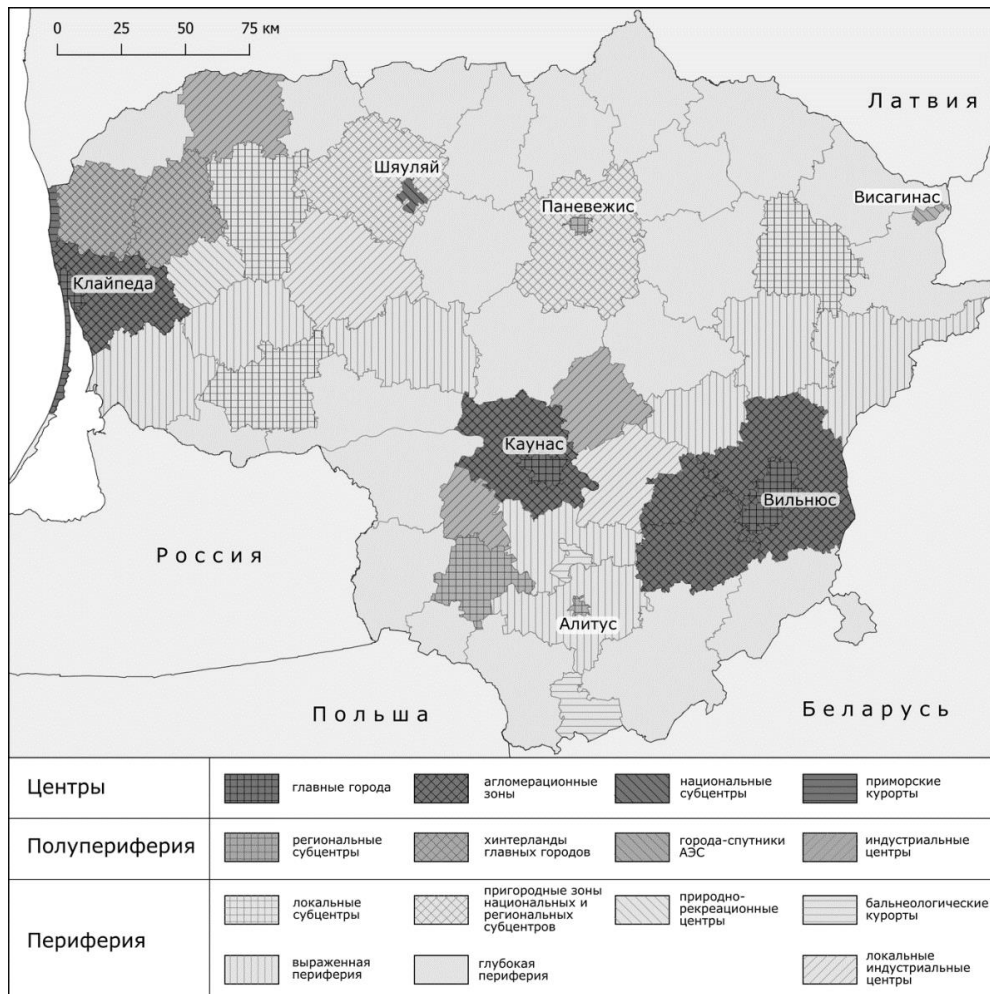 0 25 50 75 км
Латвия
Шяуляй
Висагинас
Паневежис
Клайпеда
Каунас
Вильнюс
Россия
Алитус
Польша
Беларусь
Центры
главные города
агломерационные
зоны
национальные
субцентры
приморские
курорты
Полупериферия
региональные
субцентры
хинтерланды
главных городов
города-спутники
АЭС
индустриальные
центры
Периферия
локальные
субцентры
пригородные зоны
национальных и
региональных
субцентров
природно-
рекреационные
центры
бальнеологические
курорты
выраженная
периферия
глубокая
периферия
локальные
индустриальные
центры